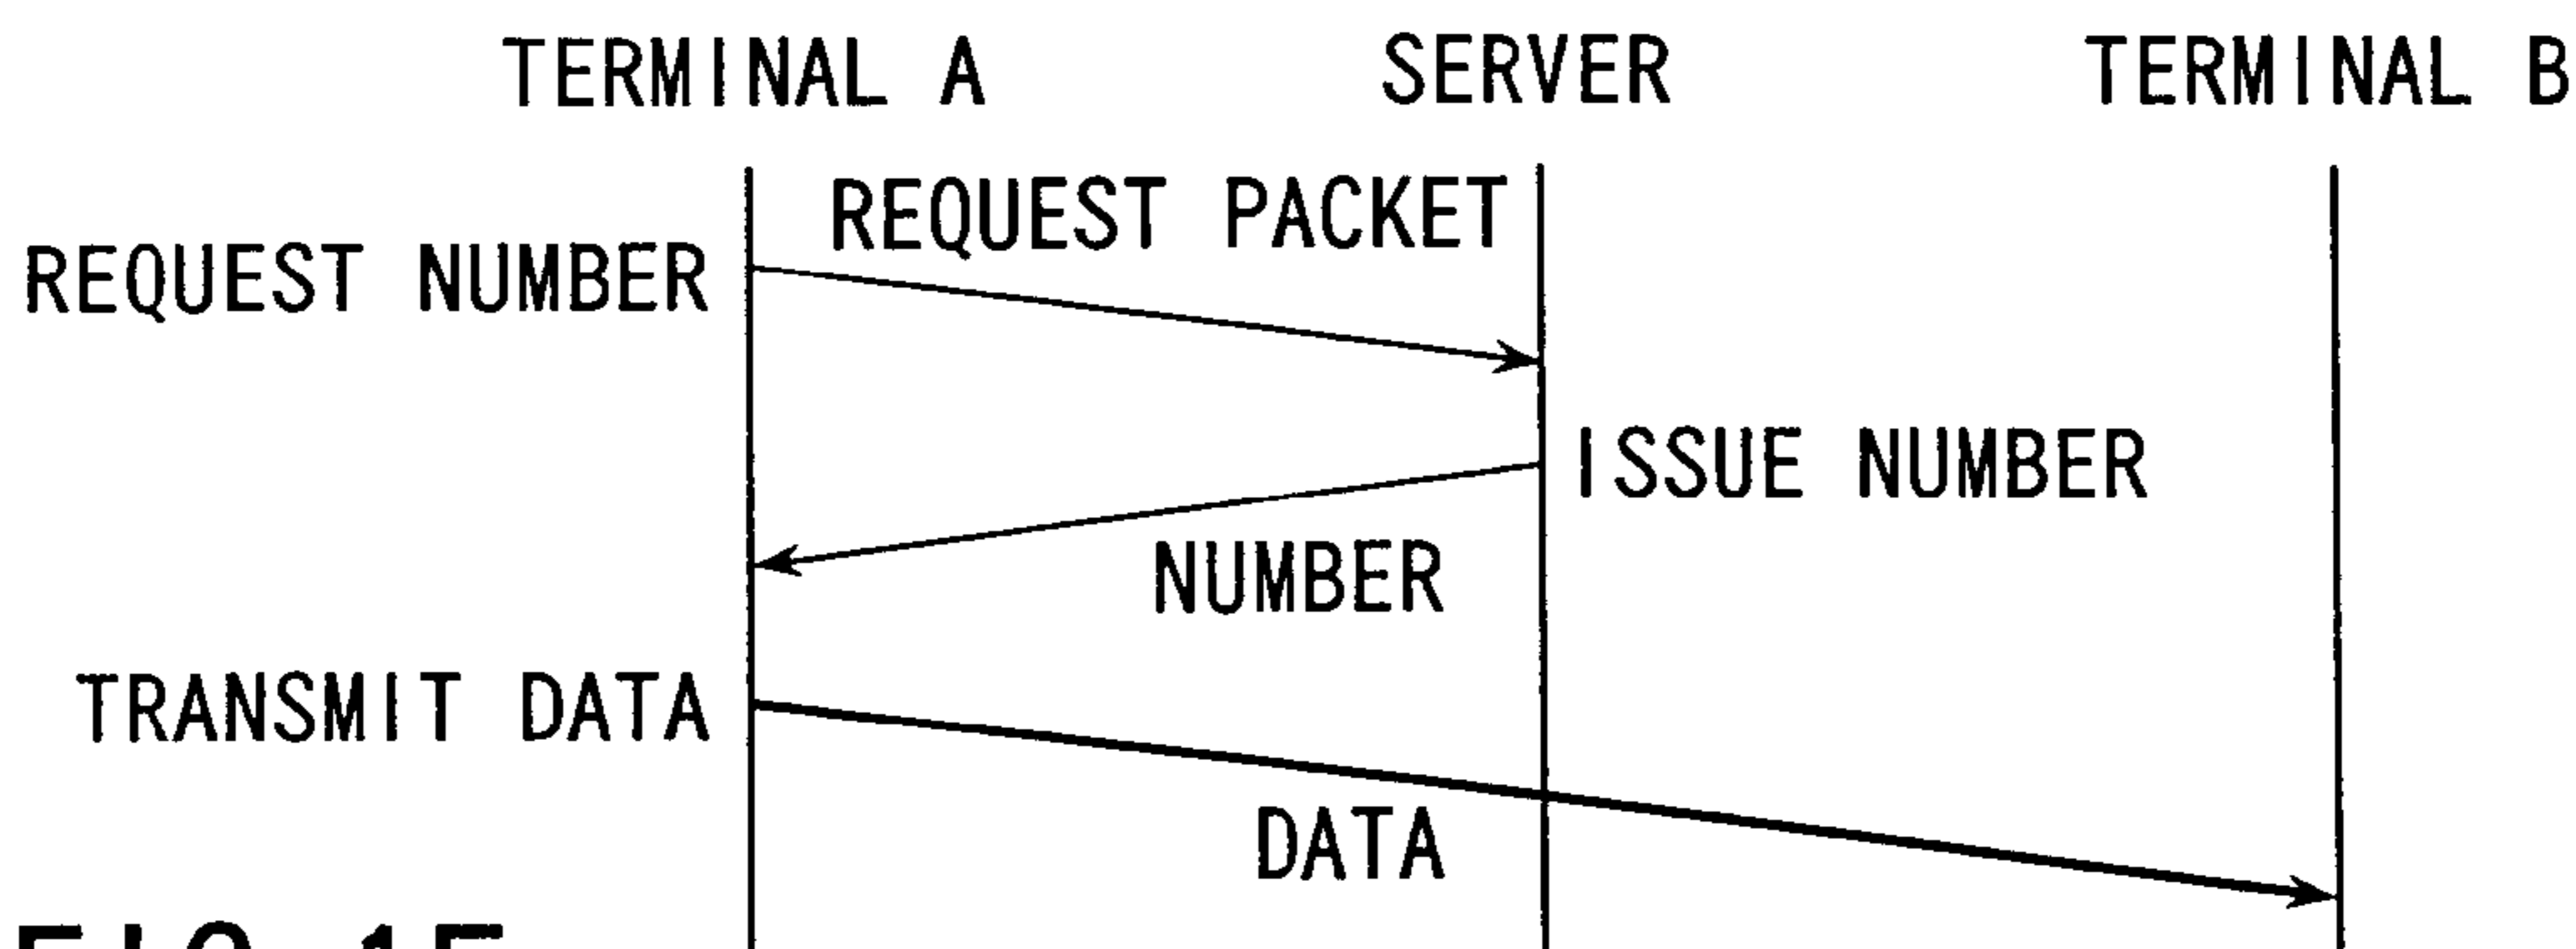 TERMINAL A SERVER TERMINAL B
REQUEST PACKET
REQUEST NUMBER
ISSUE NUMBER
NUMBER
TRANSMIT DATA
DATA